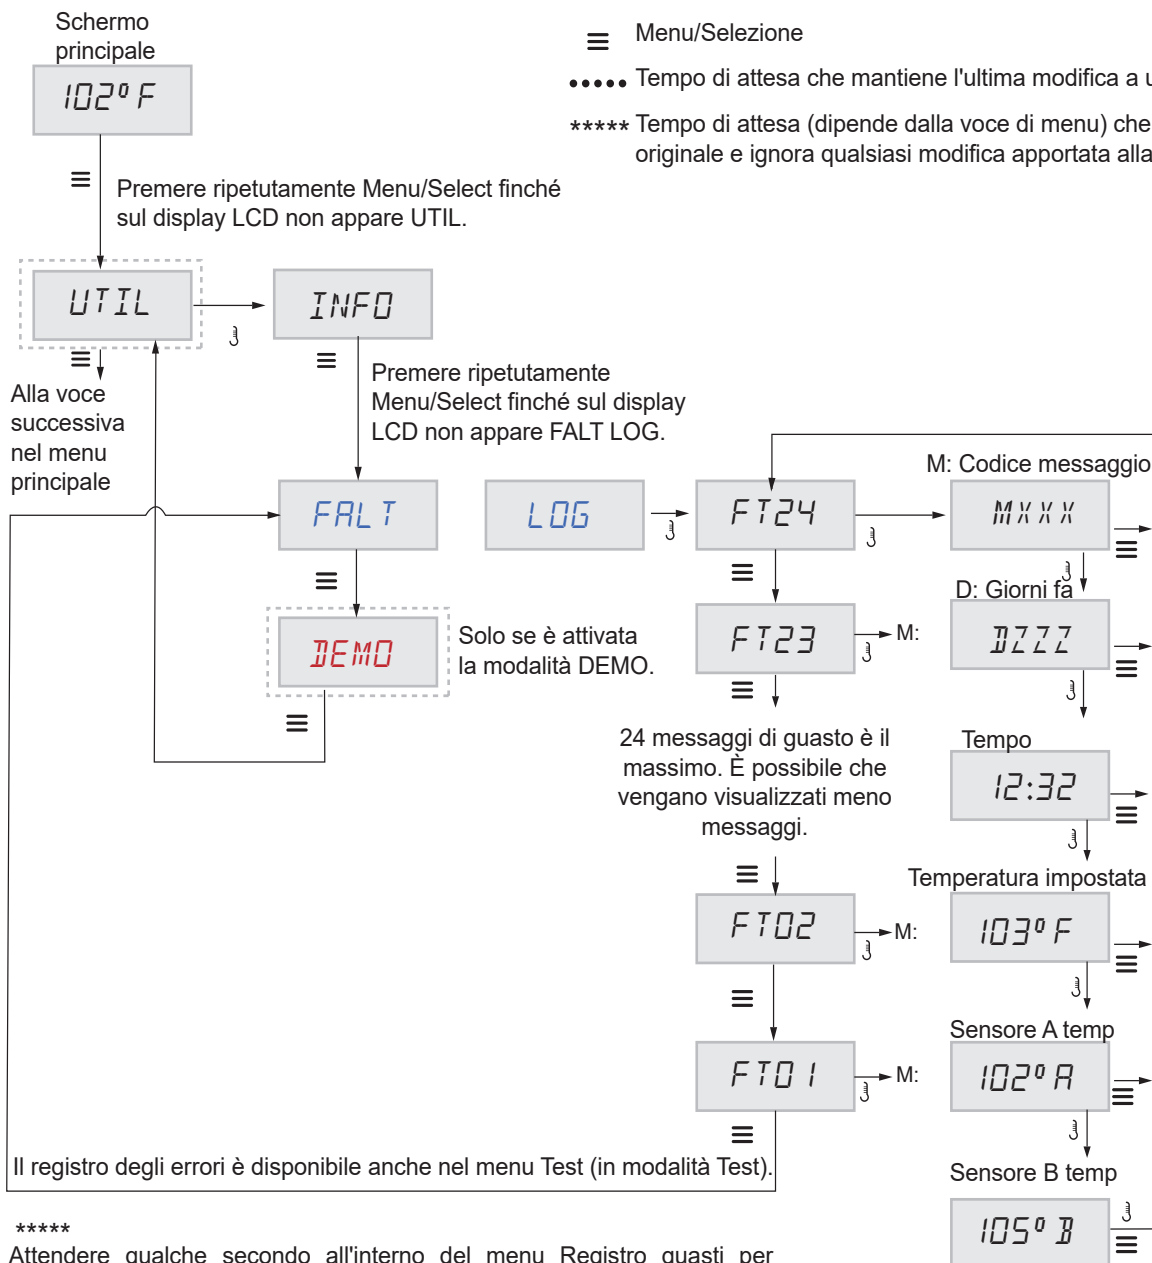 Schermo
principale
102° F
Menu/Selezione
Tempo di attesa che mantiene l'ultima modifica a u
***** Tempo di attesa (dipende dalla voce di menu) che
originale e ignora qualsiasi modifica apportata alla
Premere ripetutamente Menu/Select finché
sul display LCD non appare UTIL.
UTIL
INFO
Alla voce
successiva
nel menu
principale
Premere ripetutamente
Menu/Select finché sul display
LCD non appare FALT LOG.
FALT
LOG
FT24
M: Codice messaggio
MXXX
DEMO
Solo se è attivata
la modalità DEMO.
FT23
M:
D: Giorni fa
DZZZ
24 messaggi di guasto è il
massimo. È possibile che
vengano visualizzati meno
messaggi.
Tempo
12:32
FT02
M:
Temperatura impostata
103° F
FT01
M:
Sensore A temp
102° A
Il registro degli errori è disponibile anche nel menu Test (in modalità Test).
Sensore B temp
105° B
*****
Attendere qualche secondo all'interno del menu Registro guasti per